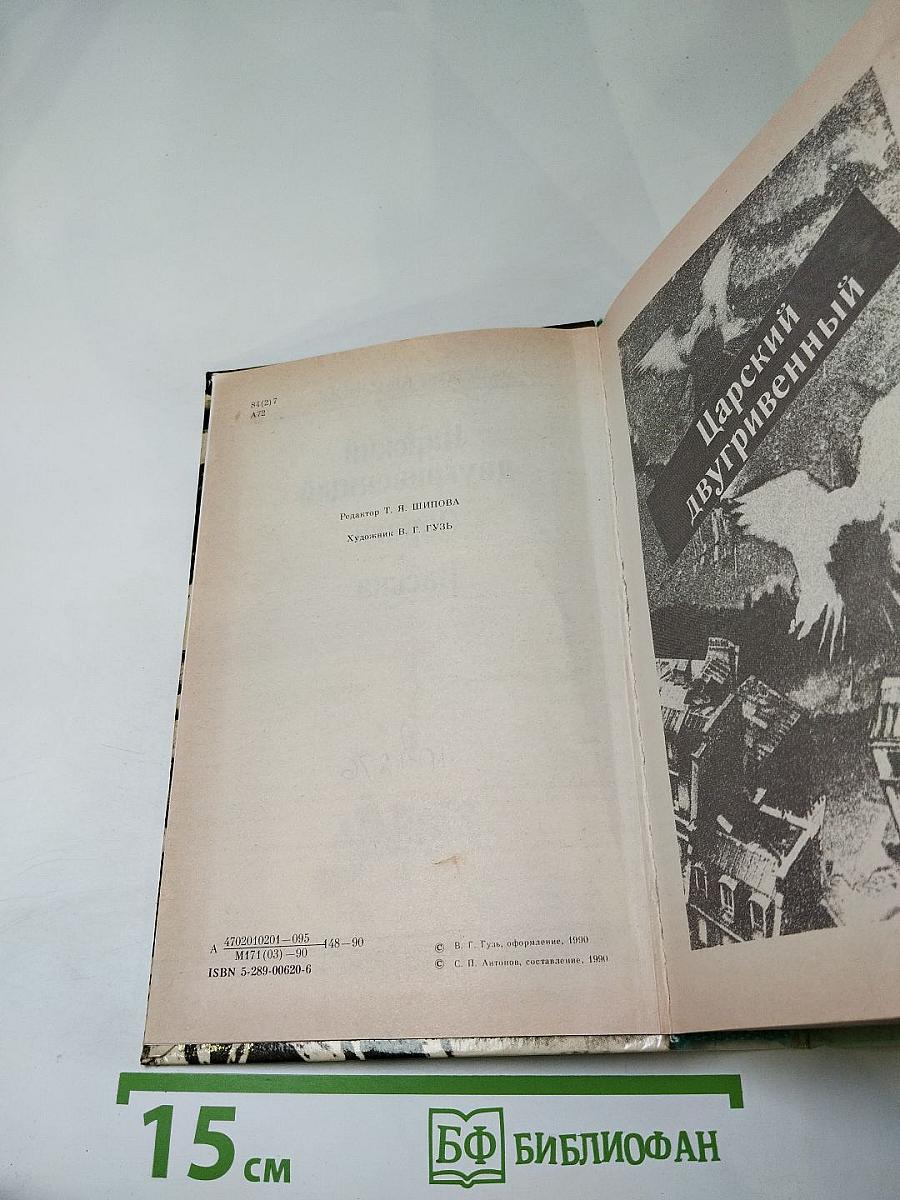 84(2)7
А72
Редактор Т. Я. ШИПОВА
Художник В. Г. ГУЗЬ
А 4702010201—095 148—90
М171(03)—90
ISBN 5-289-00620-6
© В. Г. Гузь, оформление, 1990
© С. П. Антонов, составление, 1990
Царский
двугривенный
15 см
БФ БИБЛИОФАН